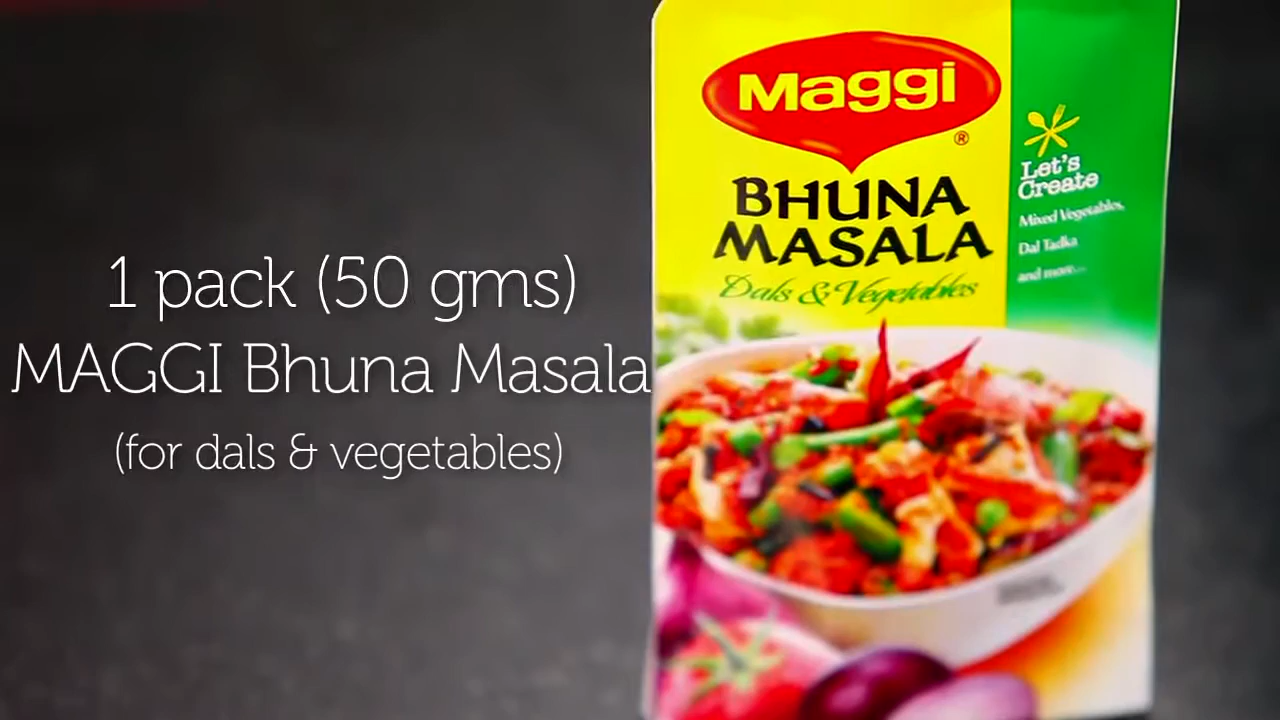 1 pack (50 gms)
MAGGI Bhuna Masala
(for dals & vegetables)
Maggi
®
BHUNA
MASALA
Dals & Vegetables
Let's
Create
Mixed Vegetables,
Dal Tadka
and more...